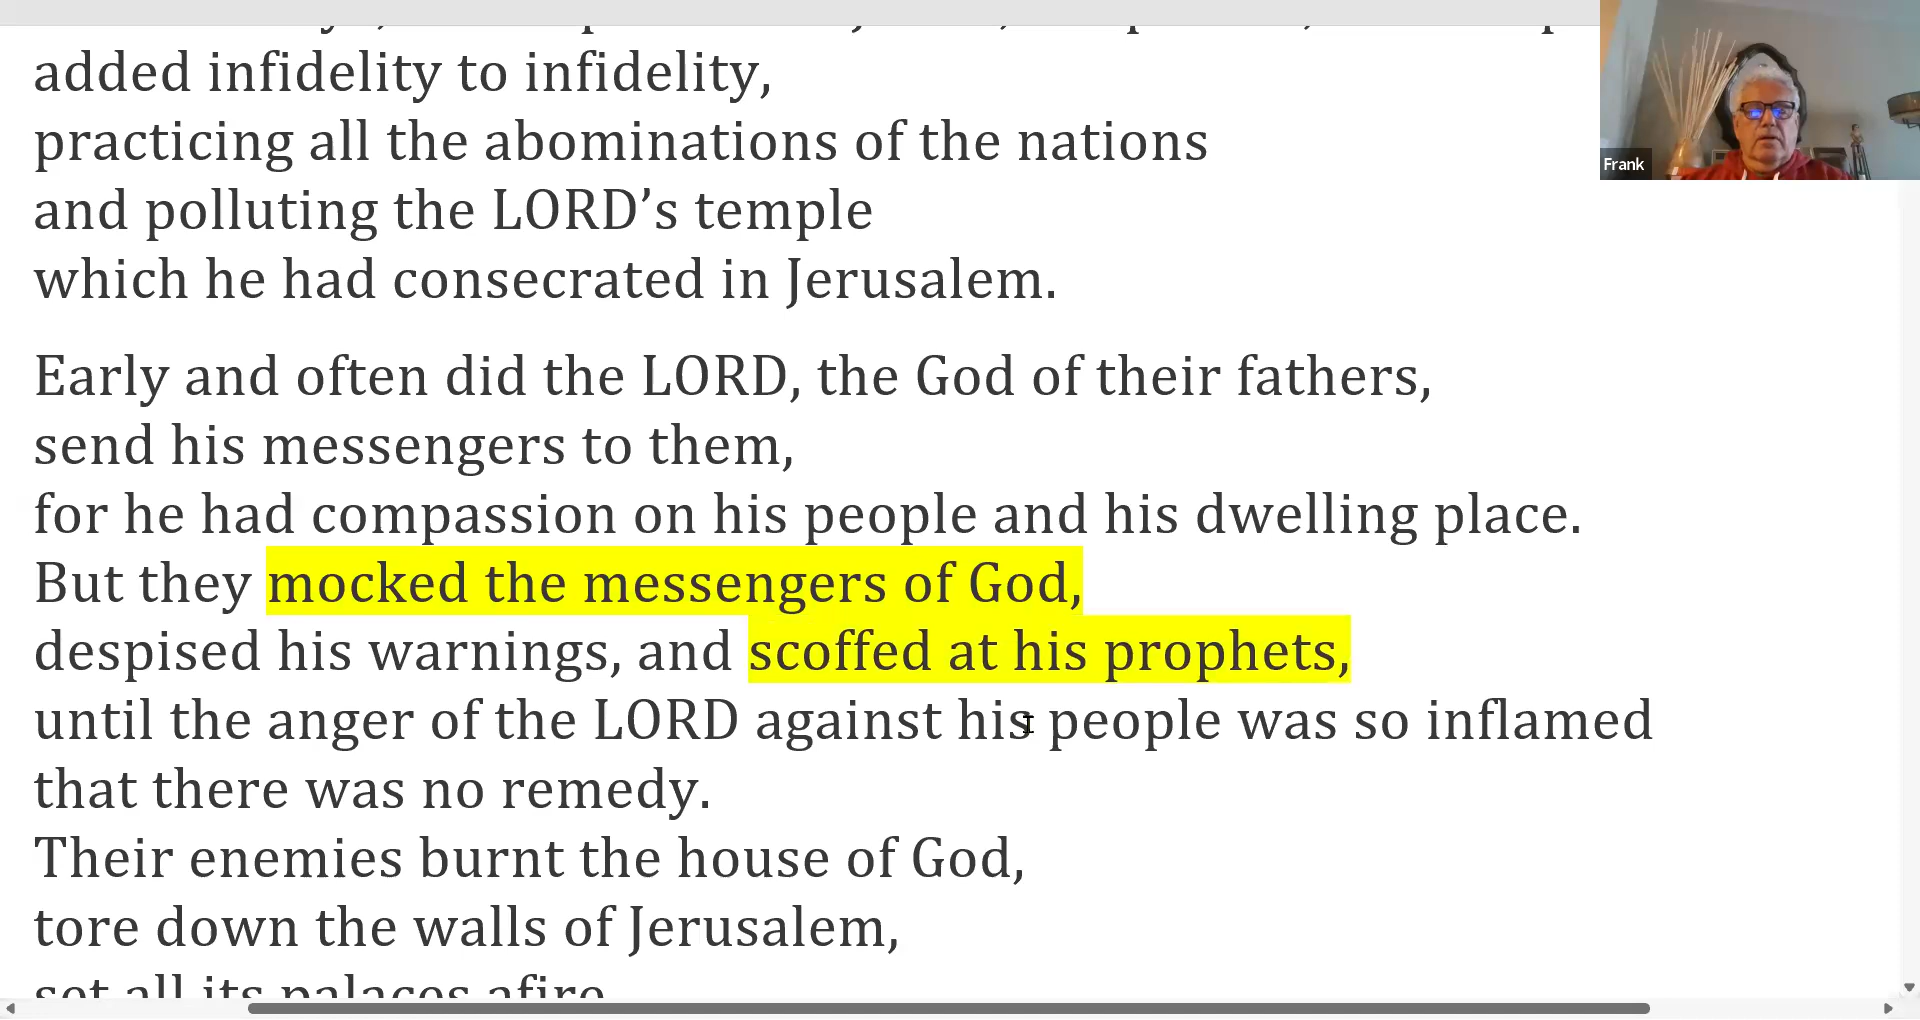 added infidelity to infidelity,
practicing all the abominations of the nations
and polluting the LORD’s temple
which he had consecrated in Jerusalem.
Early and often did the LORD, the God of their fathers,
send his messengers to them,
for he had compassion on his people and his dwelling place.
But they mocked the messengers of God,
despised his warnings, and scoffed at his prophets,
until the anger of the LORD against his people was so inflamed
that there was no remedy.
Their enemies burnt the house of God,
tore down the walls of Jerusalem,
set all its palaces afire
Frank